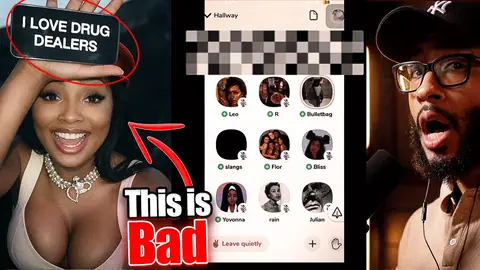 I LOVE DRUG
DEALERS
Hallway
Leo
R
Bulletbag
slangs
Flor
Bliss
Yovonna
rain
Julian
Leave quietly
This is
Bad